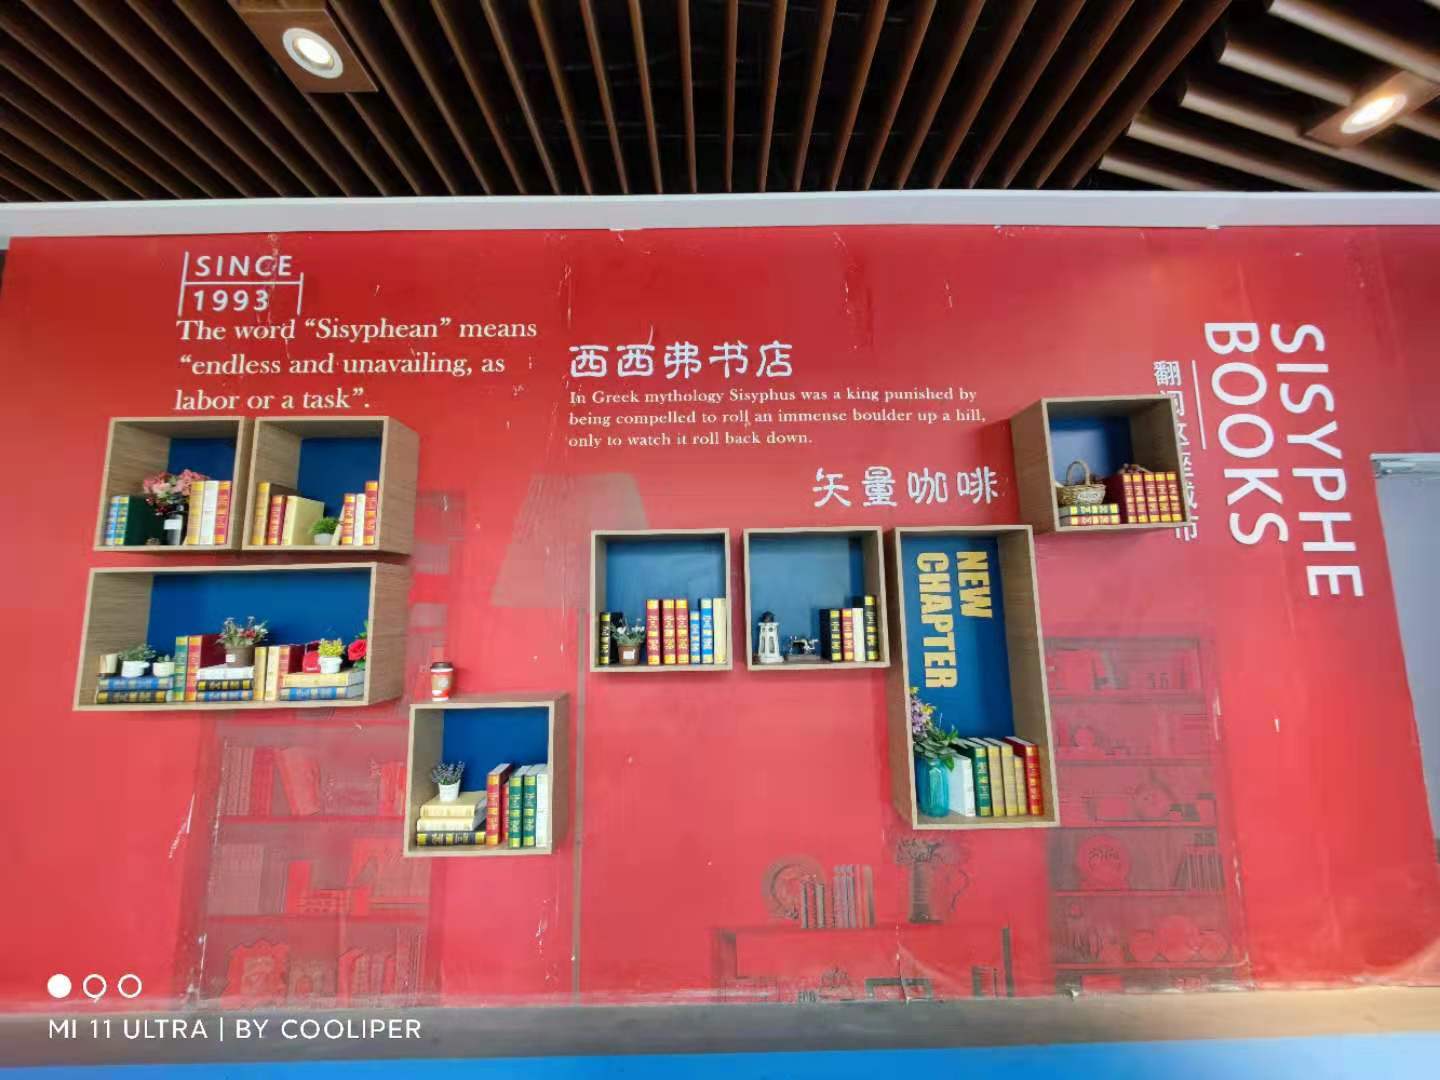 SINCE
1993
The word “Sisyphean” means
“endless and unavailing, as
labor or a task”.
西西弗书店
In Greek mythology Sisyphus was a king punished by
being compelled to roll an immense boulder up a hill,
only to watch it roll back down.
矢量咖啡
NEW
CHAPTER
SISYPHE
BOOKS
翻阅
MI 11 ULTRA | BY COOLIPER